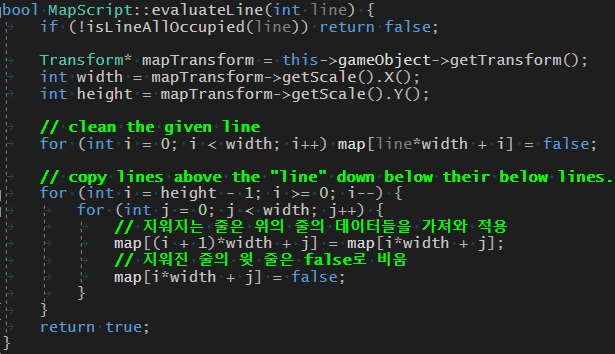 bool MapScript::evaluateLine(int line) {
    if (!isLineAllOccupied(line)) return false;

    Transform* mapTransform = this->gameObject->getTransform();
    int width = mapTransform->getScale().X();
    int height = mapTransform->getScale().Y();

    // clean the given line
    for (int i = 0; i < width; i++) map[line*width + i] = false;

    // copy lines above the "line" down below their below lines.
    for (int i = height - 1; i >= 0; i--) {
        for (int j = 0; j < width; j++) {
            // 지워지는 줄은 위의 줄의 데이터들을 가져와 적용
            map[(i + 1)*width + j] = map[i*width + j];
            // 지워진 줄의 윗 줄은 false로 비움
            map[i*width + j] = false;
        }
    }
    return true;
}